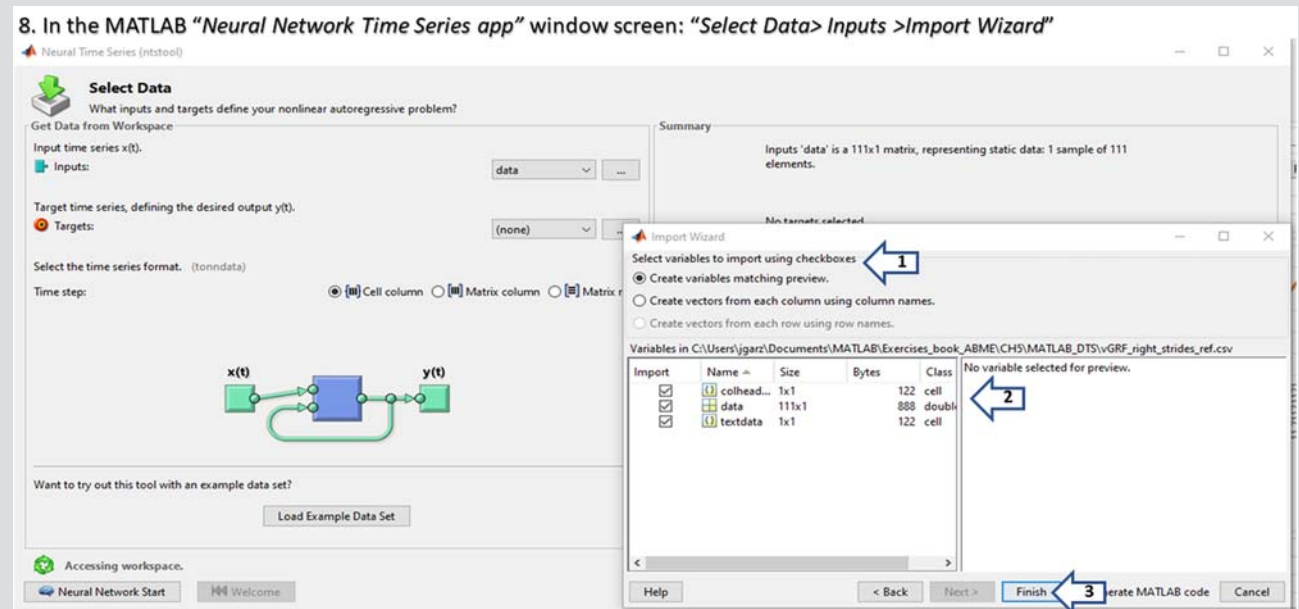 8. In the MATLAB “Neural Network Time Series app” window screen: “Select Data> Inputs >Import Wizard”
Neural Time Series (ntstool)
Select Data
What inputs and targets define your nonlinear autoregressive problem?
Get Data from Workspace
Input time series x(t).
Inputs:
data
...
Target time series, defining the desired output y(t).
Targets:
(none)
Select the time series format. (tonndata)
Time step:
Cell column
Matrix column
Matrix
x(t)
y(t)
Want to try out this tool with an example data set?
Load Example Data Set
Accessing workspace.
Neural Network Start
Welcome
Summary
Inputs 'data' is a 111x1 matrix, representing static data: 1 sample of 111
elements.
No targets selected
Import Wizard
Select variables to import using checkboxes
1
Create variables matching preview.
Create vectors from each column using column names.
Create vectors from each row using row names.
Variables in C:\Users\jgarz\Documents\MATLAB\Exercises_book_ABME\CH5\MATLAB_DTS\vGRF_right_strides_ref.csv
Import Name Size Bytes Class
colhead... 1x1 122 cell
data 111x1 888 double
textdata 1x1 122 cell
No variable selected for preview.
2
Help
< Back
Next >
Finish
3
erate MATLAB code
Cancel